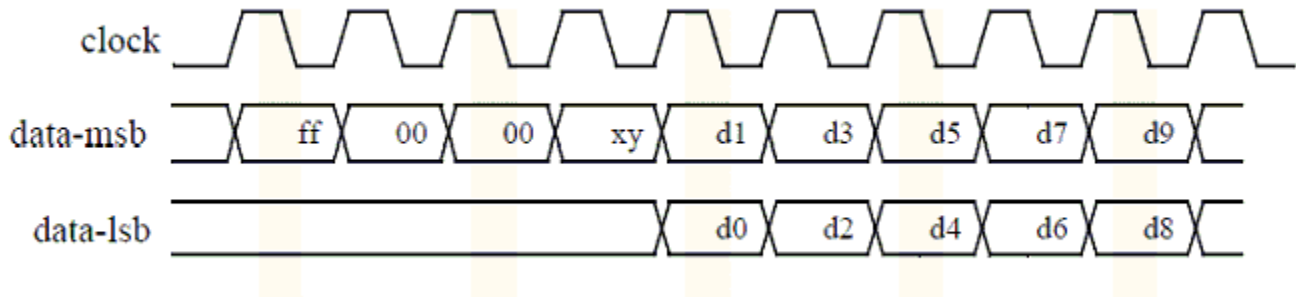 clock
data-msb ff 00 00 xy d1 d3 d5 d7 d9
data-lsb d0 d2 d4 d6 d8